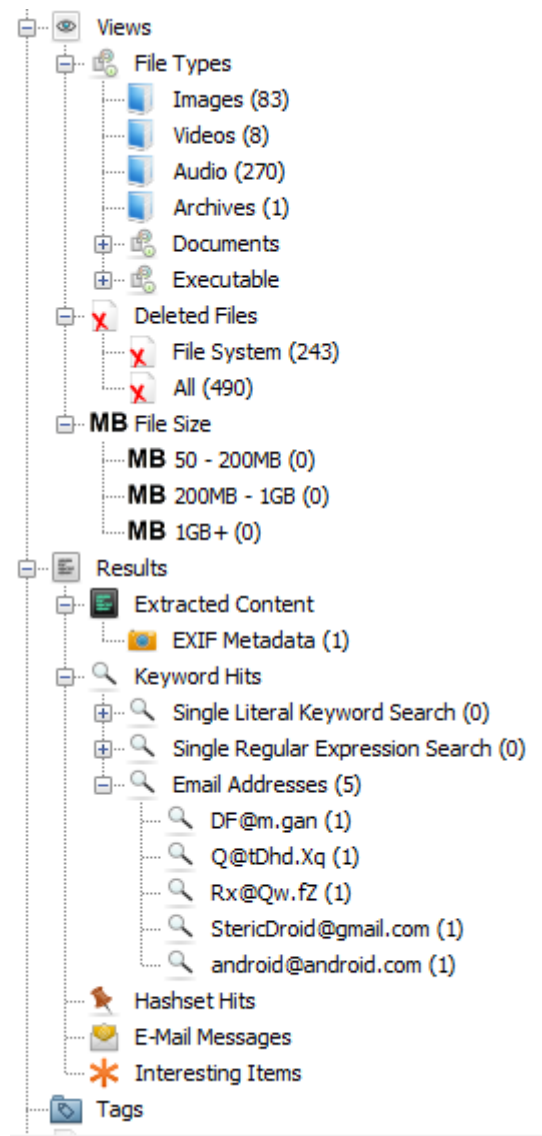 Views
File Types
Images (83)
Videos (8)
Audio (270)
Archives (1)
Documents
Executable
Deleted Files
File System (243)
All (490)
MB File Size
MB 50 - 200MB (0)
MB 200MB - 1GB (0)
MB 1GB+ (0)
Results
Extracted Content
EXIF Metadata (1)
Keyword Hits
Single Literal Keyword Search (0)
Single Regular Expression Search (0)
Email Addresses (5)
DF@m.gan (1)
Q@tDhd.Xq (1)
Rx@Qw.fZ (1)
StericDroid@gmail.com (1)
android@android.com (1)
Hashset Hits
E-Mail Messages
Interesting Items
Tags